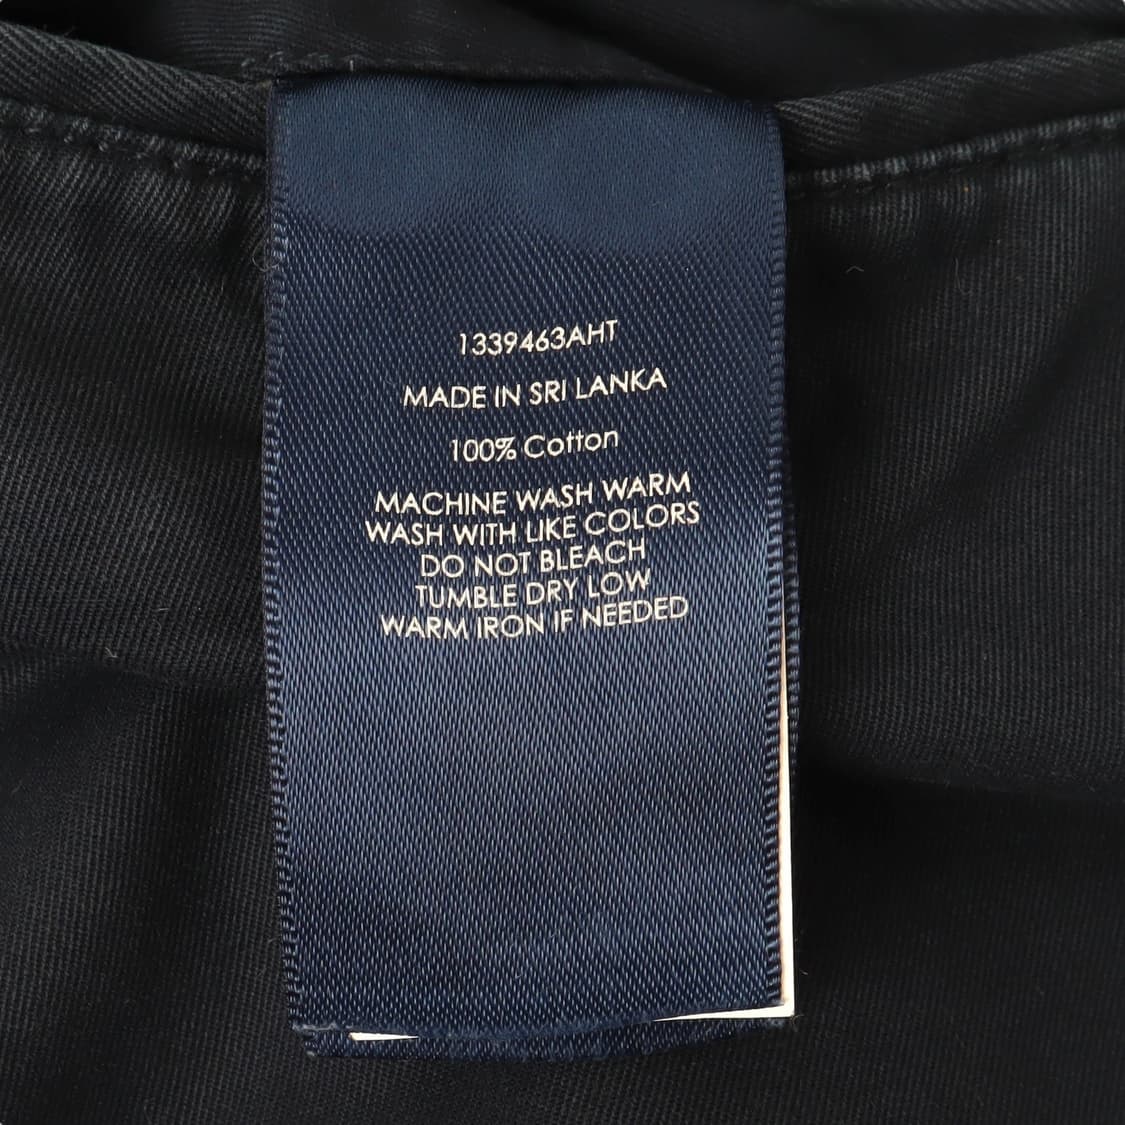 1339463AHT
MADE IN SRI LANKA
100% Cotton
MACHINE WASH WARM
WASH WITH LIKE COLORS
DO NOT BLEACH
TUMBLE DRY LOW
WARM IRON IF NEEDED